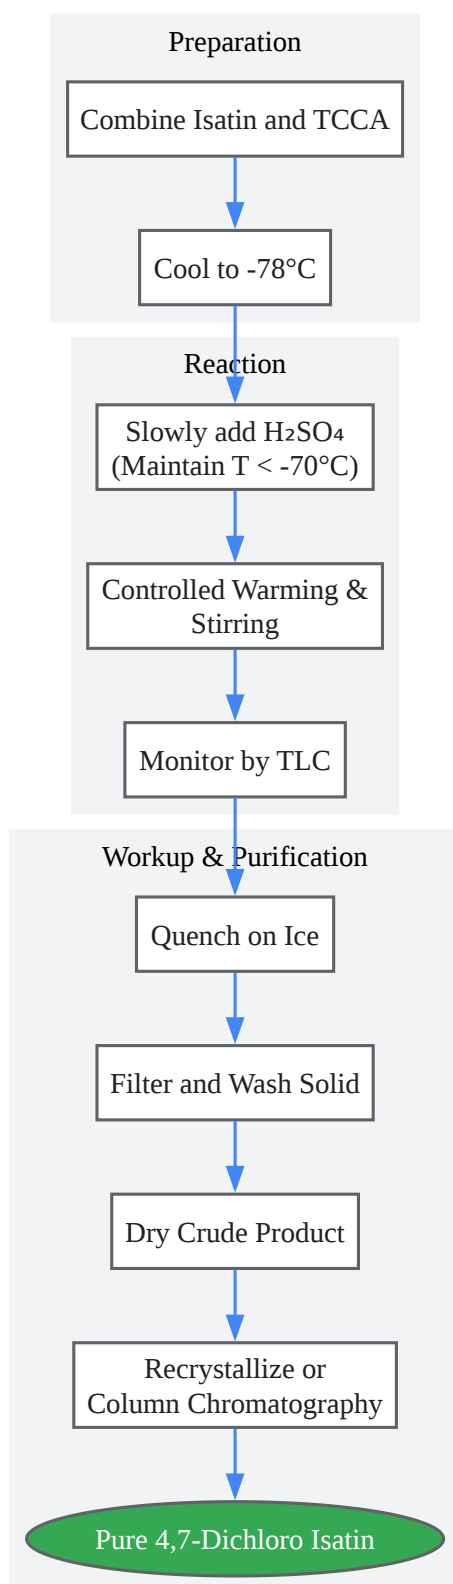 Preparation
Combine Isatin and TCCA
Cool to -78°C
Reaction
Slowly add H₂SO₄
(Maintain T < -70°C)
Controlled Warming &
Stirring
Monitor by TLC
Workup & Purification
Quench on Ice
Filter and Wash Solid
Dry Crude Product
Recrystallize or
Column Chromatography
Pure 4,7-Dichloro Isatin